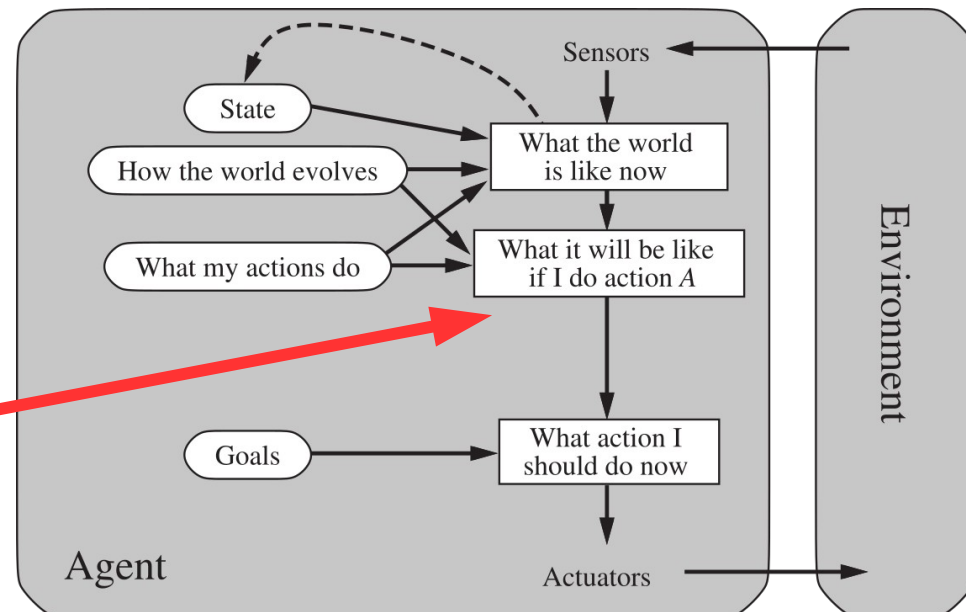 Sensors
State
What the world
is like now
How the world evolves
What it will be like
if I do action A
What my actions do
Environment
What action I
should do now
Goals
Agent
Actuators